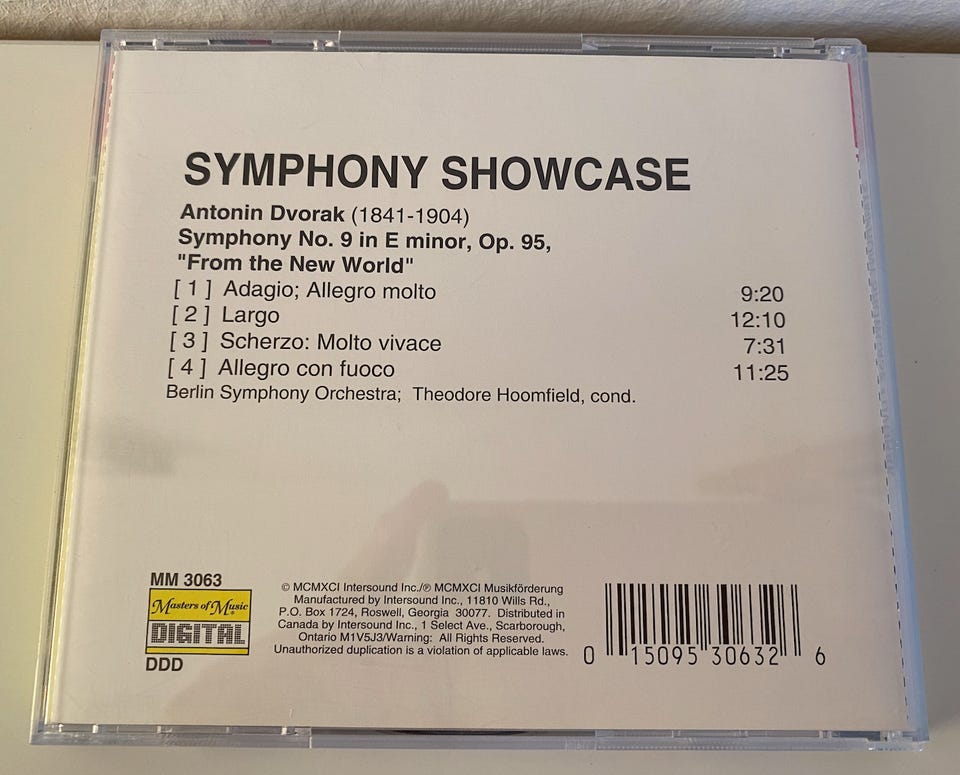 SYMPHONY SHOWCASE
Antonin Dvorak (1841-1904)
Symphony No. 9 in E minor, Op. 95,
"From the New World"
[ 1 ] Adagio; Allegro molto 9:20
[ 2 ] Largo 12:10
[ 3 ] Scherzo: Molto vivace 7:31
[ 4 ] Allegro con fuoco 11:25
Berlin Symphony Orchestra; Theodore Hoomfield, cond.
MM 3063
Masters of Music
DIGITAL
DDD
© MCMXCI Intersound Inc./℗ MCMXCI Musikförderung
Manufactured by Intersound Inc., 11810 Wills Rd.,
P.O. Box 1724, Roswell, Georgia 30077. Distributed in
Canada by Intersound Inc., 1 Select Ave., Scarborough,
Ontario M1V5J3/Warning: All Rights Reserved.
Unauthorized duplication is a violation of applicable laws.
0 15095 30632 6